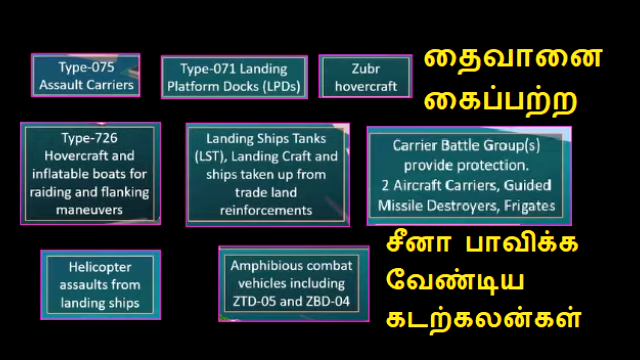 Type-075
Assault Carriers
Type-071 Landing
Platform Docks (LPDs)
Zubr
hovercraft
தைவானை
கைப்பற்ற
Type-726
Hovercraft and
inflatable boats for
raiding and flanking
maneuvers
Landing Ships Tanks
(LST), Landing Craft and
ships taken up from
trade land
reinforcements
Carrier Battle Group(s)
provide protection.
2 Aircraft Carriers, Guided
Missile Destroyers, Frigates
Helicopter
assaults from
landing ships
Amphibious combat
vehicles including
ZTD-05 and ZBD-04
சீனா பாவிக்க
வேண்டிய
கடற்கலன்கள்